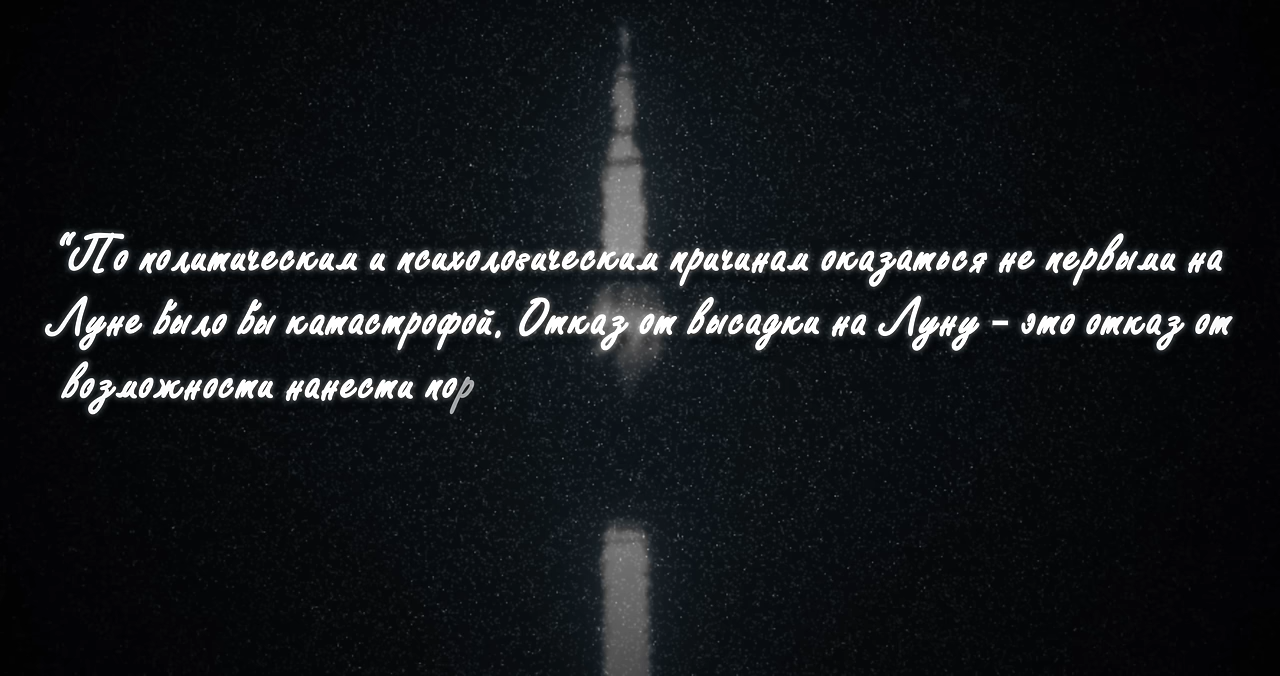 "По политическим и психологическим причинам оказаться не первыми на
Луне было бы катастрофой. Отказ от высадки на Луну - это отказ от
возможности нанести пор